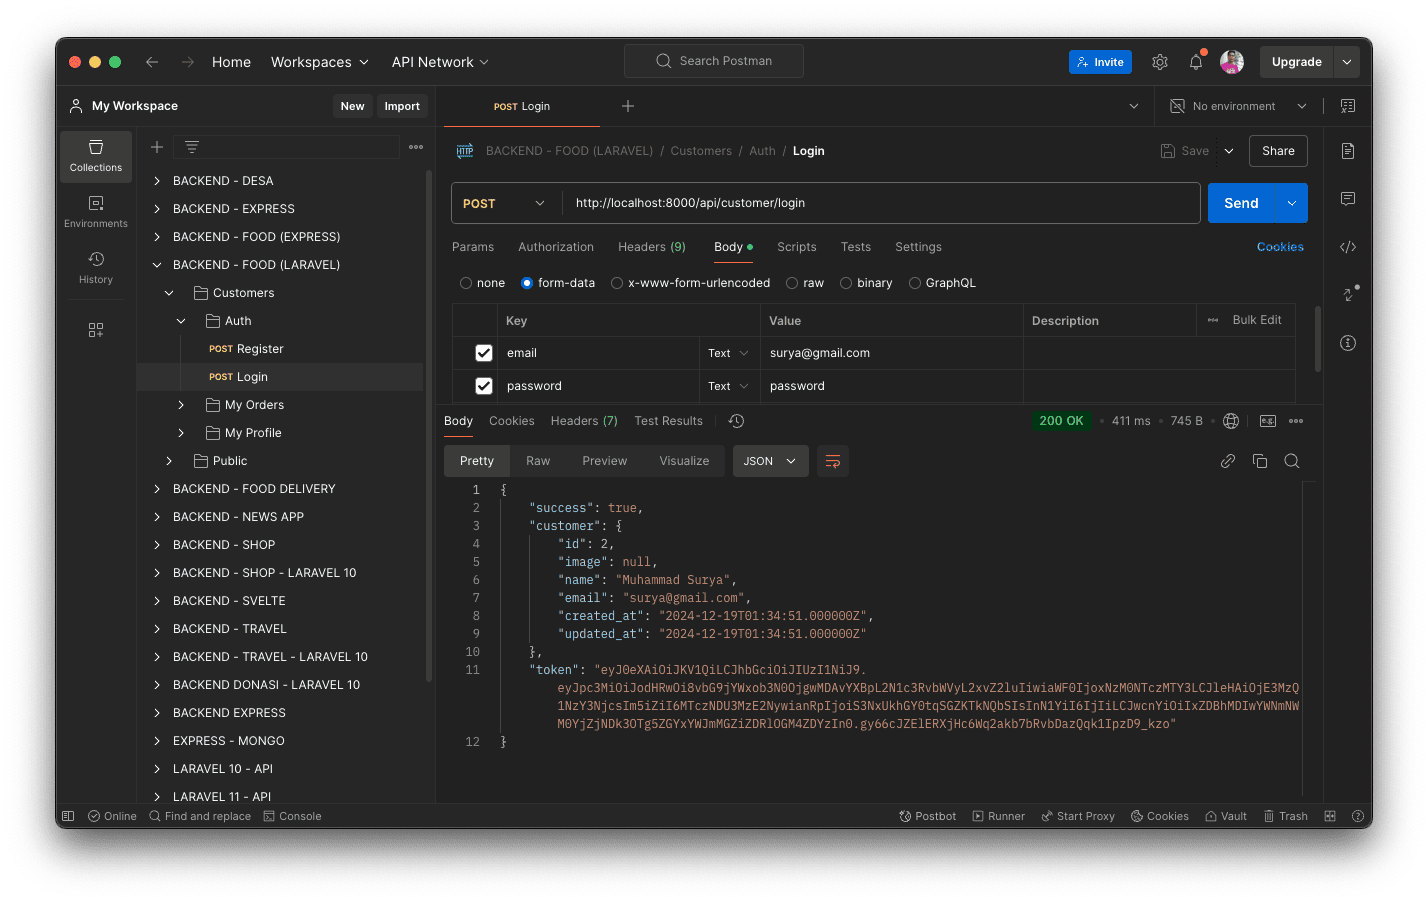 Home
Workspaces
API Network
Search Postman
Invite
Upgrade
My Workspace
New
Import
POST Login
No environment
Collections
Environments
History
BACKEND - DESA
BACKEND - EXPRESS
BACKEND - FOOD (EXPRESS)
BACKEND - FOOD (LARAVEL)
Customers
Auth
POST Register
POST Login
My Orders
My Profile
Public
BACKEND - FOOD DELIVERY
BACKEND - NEWS APP
BACKEND - SHOP
BACKEND - SHOP - LARAVEL 10
BACKEND - SVELTE
BACKEND - TRAVEL
BACKEND - TRAVEL - LARAVEL 10
BACKEND DONASI - LARAVEL 10
BACKEND EXPRESS
EXPRESS - MONGO
LARAVEL 10 - API
LARAVEL 11 - API
HTTP BACKEND - FOOD (LARAVEL) / Customers / Auth / Login
Save
Share
POST http://localhost:8000/api/customer/login
Send
Params Authorization Headers (9) Body Scripts Tests Settings Cookies
none form-data x-www-form-urlencoded raw binary GraphQL
Key Value Description Bulk Edit
email Text surya@gmail.com
password Text password
Body Cookies Headers (7) Test Results 200 OK 411 ms 745 B e.g.
Pretty Raw Preview Visualize JSON
1 {
2 "success": true,
3 "customer": {
4 "id": 2,
5 "image": null,
6 "name": "Muhammad Surya",
7 "email": "surya@gmail.com",
8 "created_at": "2024-12-19T01:34:51.000000Z",
9 "updated_at": "2024-12-19T01:34:51.000000Z"
10 },
11 "token": "eyJ0eXAiOiJKV1QiLCJhbGciOiJIUzI1NiJ9.
eyJpc3MiOiJodHRwOi8vbG9jYWxob3N0OjgwMDAvYXBpL2N1c3RvbWVyL2xvZ2luIiwiaWF0IjoxNzM0NTczMTY3LCJleHAiOjE3MzQ
1NzY3NjcsIm5iZiI6MTczNDU3MzE2NywianRpIjoiS3NxUkhGY0tqSGZKTkNQbSIsInN1YiI6IjIiLCJwcnYiOiIxZDBhMDIwYWNmNW
M0YjZjNDk3OTg5ZGYxYWJmMGZiZDRlOGM4ZDYzIn0.gy66cJZElERXjHc6Wq2akb7bRvbDazQqk1IpzD9_kzo"
12 }
Online Find and replace Console
Postbot Runner Start Proxy Cookies Vault Trash